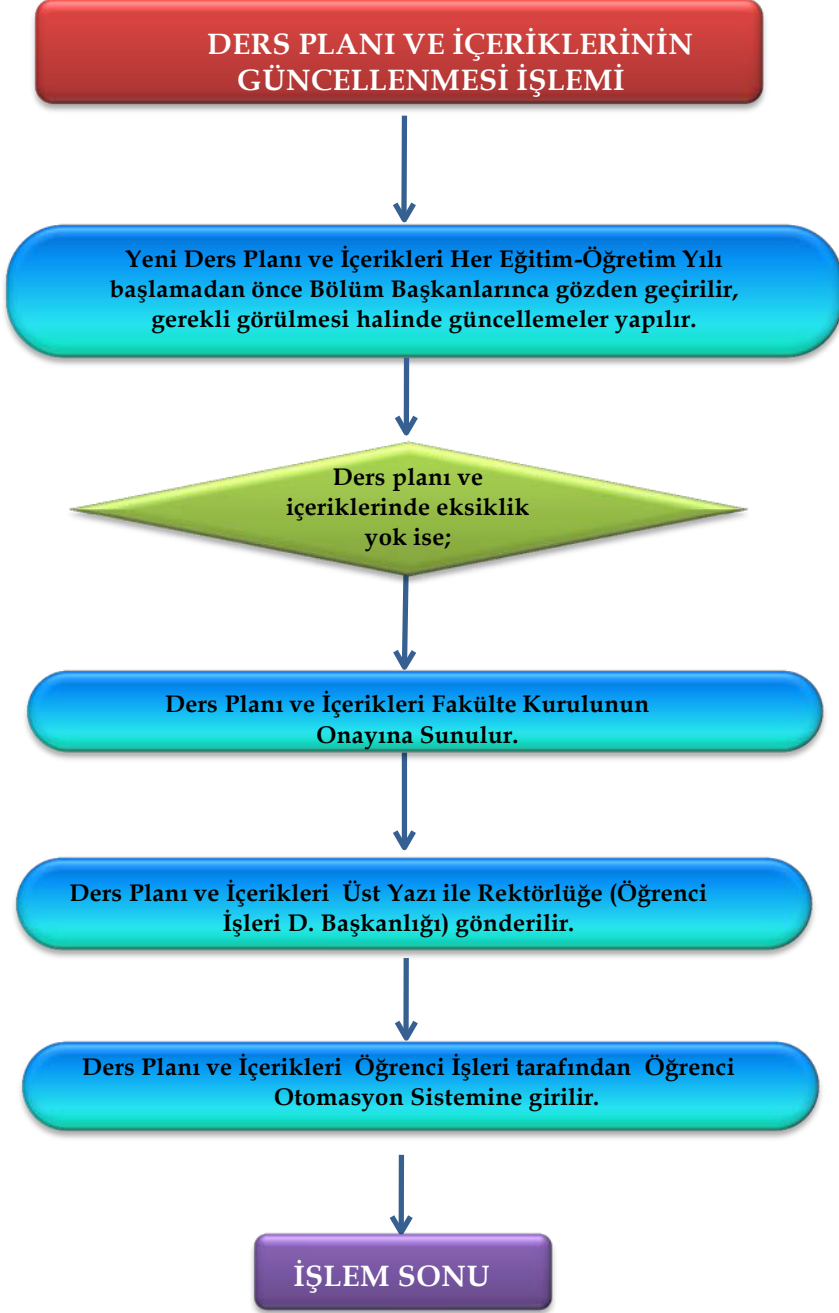 DERS PLANI VE İÇERİKLERİNİN
GÜNCELLENMESİ İŞLEMİ
Yeni Ders Planı ve İçerikleri Her Eğitim-Öğretim Yılı
başlamadan önce Bölüm Başkanlarınca gözden geçirilir,
gerekli görülmesi halinde güncellemeler yapılır.
Ders planı ve
içeriklerinde eksiklik
yok ise;
Ders Planı ve İçerikleri Fakülte Kurulunun
Onayına Sunulur.
Ders Planı ve İçerikleri Üst Yazı ile Rektörlüğe (Öğrenci
İşleri D. Başkanlığı) gönderilir.
Ders Planı ve İçerikleri Öğrenci İşleri tarafından Öğrenci
Otomasyon Sistemine girilir.
İŞLEM SONU